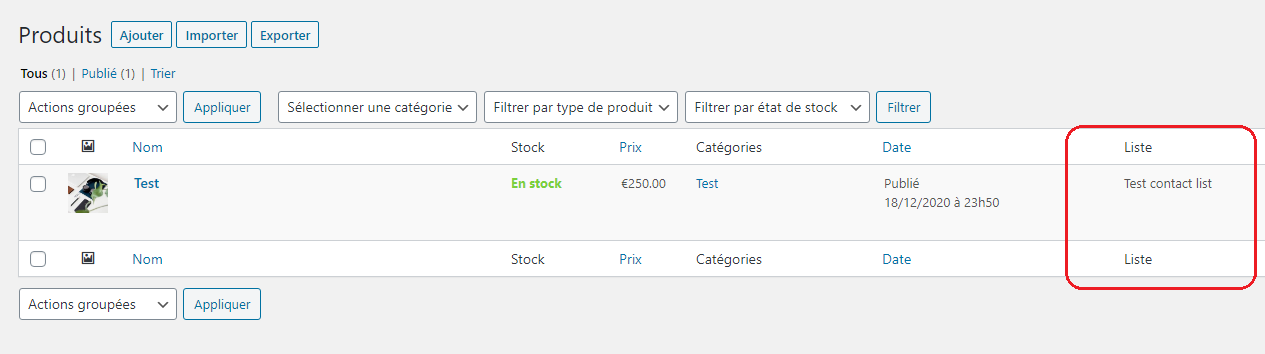 Produits Ajouter Importer Exporter
Tous (1) | Publié (1) | Trier
Actions groupées Appliquer Sélectionner une catégorie Filtrer par type de produit Filtrer par état de stock Filtrer
Nom Stock Prix Catégories Date Liste
Test En stock €250.00 Test Publié Test contact list
18/12/2020 à 23h50
Nom Stock Prix Catégories Date Liste
Actions groupées Appliquer